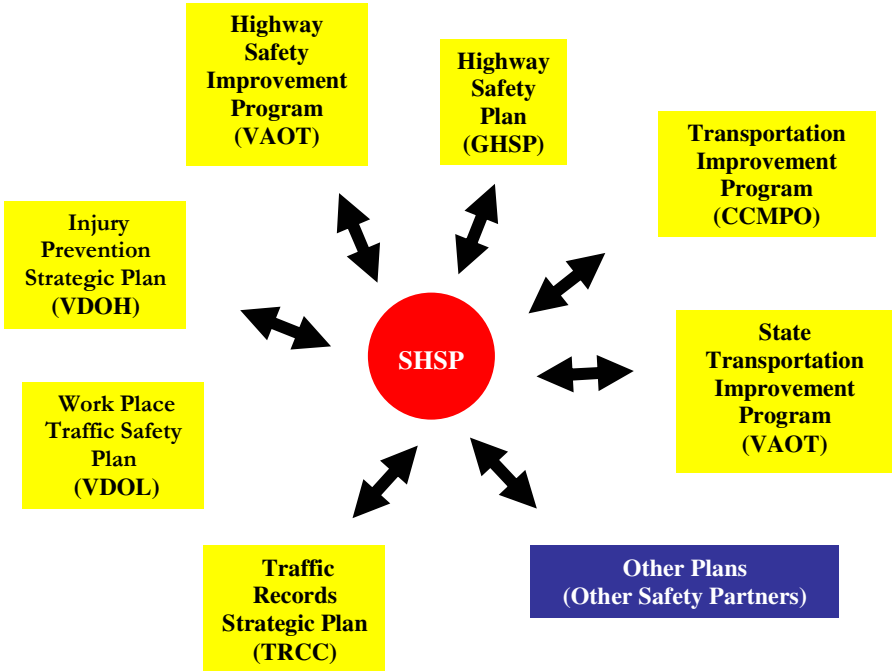 Highway
Safety
Improvement
Program
(VAOT)
Highway
Safety
Plan
(GHSP)
Transportation
Improvement
Program
(CCMPO)
Injury
Prevention
Strategic Plan
(VDOH)
SHSP
State
Transportation
Improvement
Program
(VAOT)
Work Place
Traffic Safety
Plan
(VDOL)
Traffic
Records
Strategic Plan
(TRCC)
Other Plans
(Other Safety Partners)